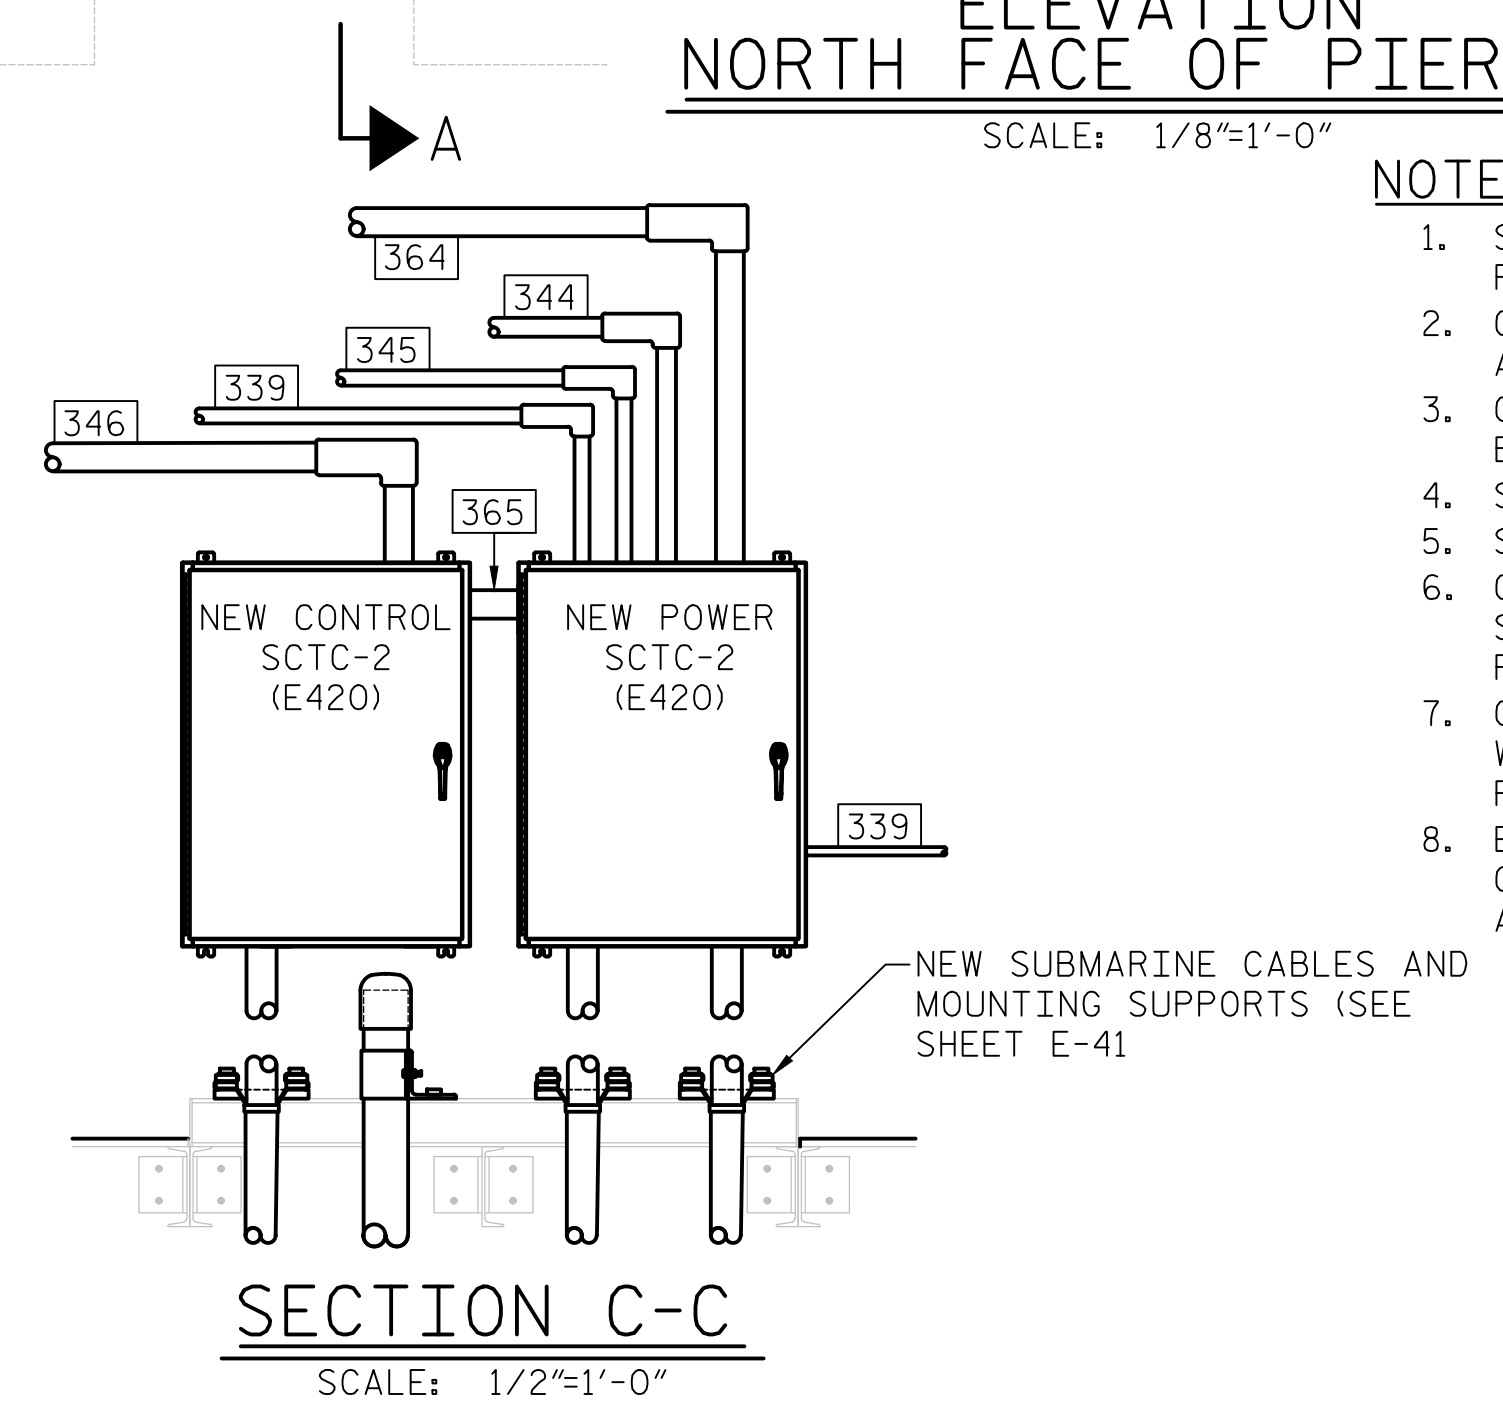 ELEVATION
NORTH FACE OF PIER
SCALE: 1/8"=1'-0"
A
NOTE
1. S
2.
3.
4. S
5. S
6.
S
7.
8.
A
364
344
345
339
346
365
NEW CONTROL
SCTC-2
(E420)
NEW POWER
SCTC-2
(E420)
339
NEW SUBMARINE CABLES AND
MOUNTING SUPPORTS (SEE
SHEET E-41
SECTION C-C
SCALE: 1/2"=1'-0"